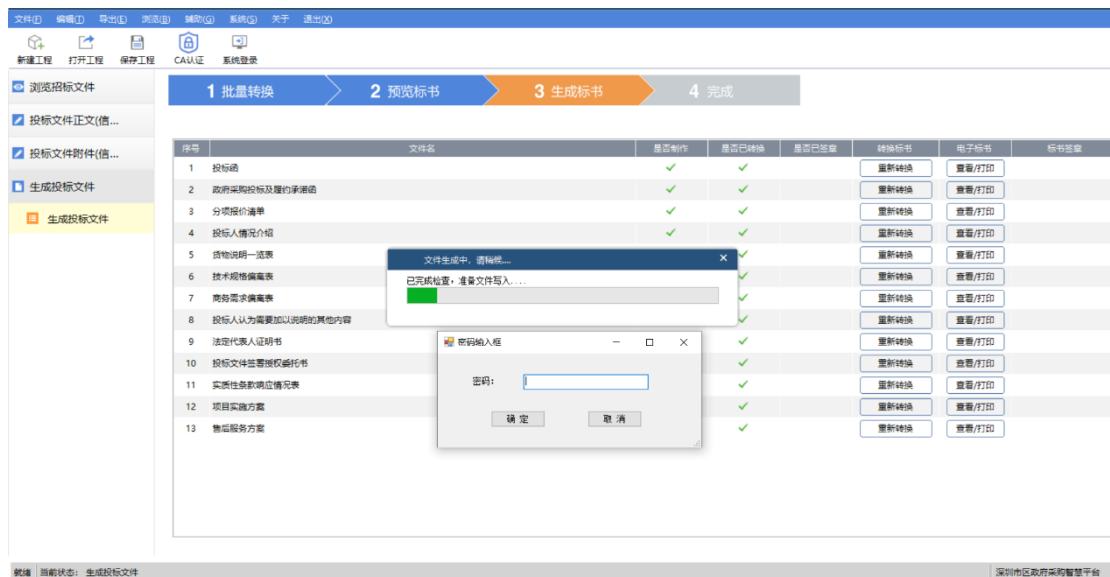 文件(F) 编辑(T) 导出(E) 浏览(B) 辅助(G) 系统(S) 关于 退出(X)
新建工程 打开工程 保存工程 CA认证 系统登录
浏览招标文件
投标文件正文(信...
投标文件附件(信...
生成投标文件
生成投标文件
1 批量转换 2 预览标书 3 生成标书 4 完成
序号 文件名 是否制作 是否已转换 是否已签章 转换标书 电子标书 标书签章
1 投标函 重新转换 查看/打印
2 政府采购投标及履约承诺函 重新转换 查看/打印
3 分项报价清单 重新转换 查看/打印
4 投标人情况介绍 重新转换 查看/打印
5 货物说明一览表 重新转换 查看/打印
6 技术规格偏离表 重新转换 查看/打印
7 商务需求偏离表 重新转换 查看/打印
8 投标人认为需要加以说明的其他内容 重新转换 查看/打印
9 法定代表人证明书 重新转换 查看/打印
10 投标文件签署授权委托书 重新转换 查看/打印
11 实质性条款响应情况表 重新转换 查看/打印
12 项目实施方案 重新转换 查看/打印
13 售后服务方案 重新转换 查看/打印
文件生成中，请稍候....
已完成检查，准备文件写入....
密码输入框
密码：
确 定 取 消
就绪 当前状态： 生成投标文件 深圳市区政府采购智慧平台